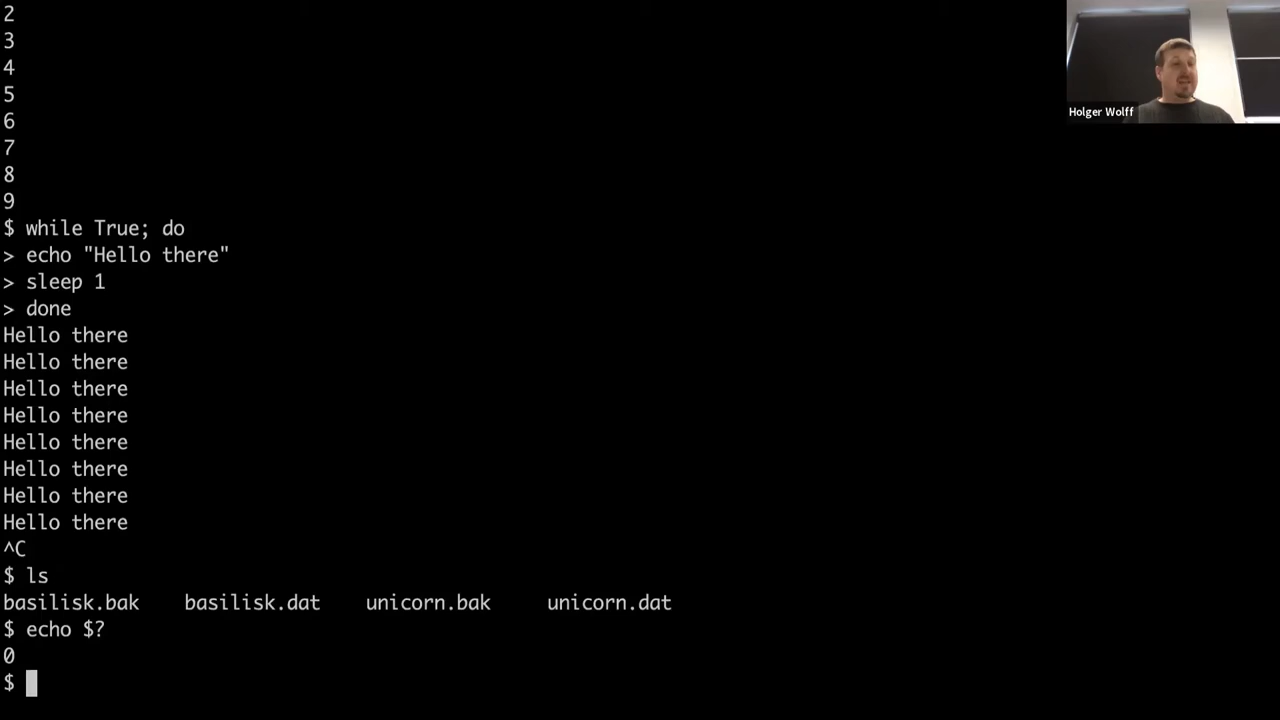 2
3
4
5
6
7
8
9
$ while True; do
> echo "Hello there"
> sleep 1
> done
Hello there
Hello there
Hello there
Hello there
Hello there
Hello there
Hello there
Hello there
^C
$ ls
basilisk.bak basilisk.dat unicorn.bak unicorn.dat
$ echo $?
0
$
Holger Wolff